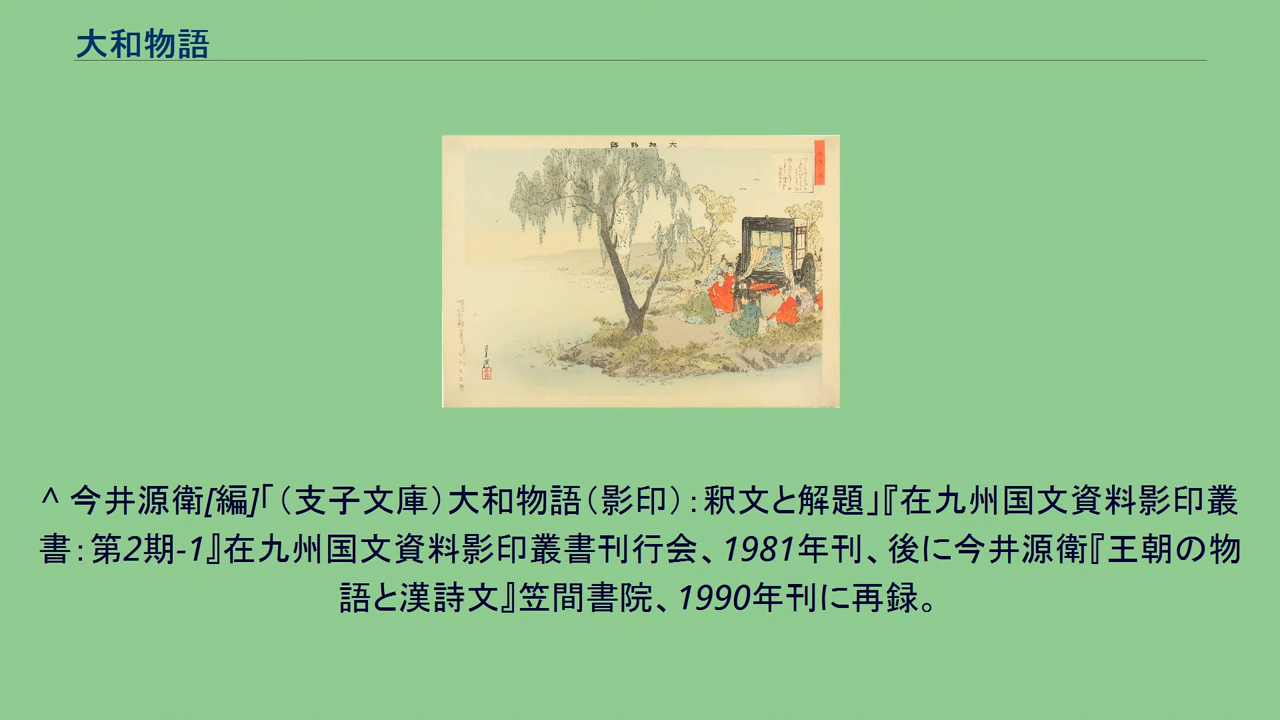 大和物語
大和物語
^ 今井源衛[編]「（支子文庫）大和物語（影印）：釈文と解題」『在九州国文資料影印叢
書：第2期-1』在九州国文資料影印叢書刊行会、1981年刊、後に今井源衛『王朝の物
語と漢詩文』笠間書院、1990年刊に再録。